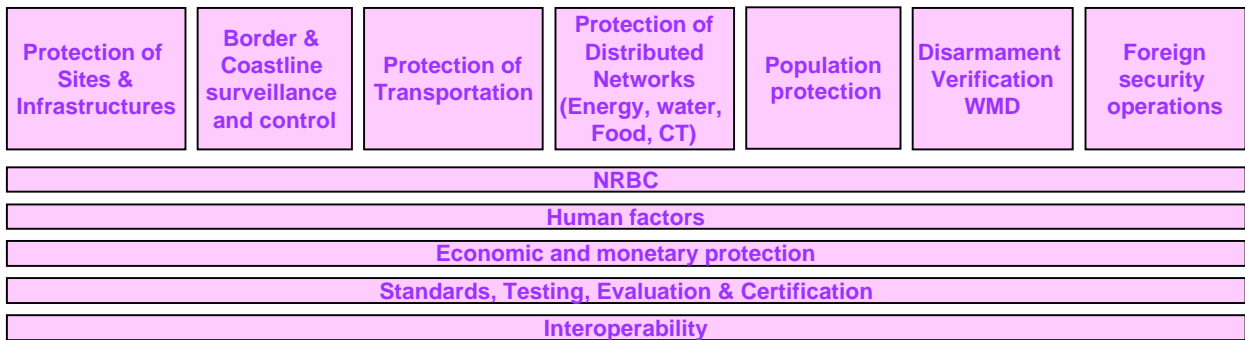 Protection of
Sites &
Infrastructures
Border &
Coastline
surveillance
and control
Protection of
Transportation
Protection of
Distributed
Networks
(Energy, water,
Food, CT)
Population
protection
Disarmament
Verification
WMD
Foreign
security
operations
NRBC
Human factors
Economic and monetary protection
Standards, Testing, Evaluation & Certification
Interoperability